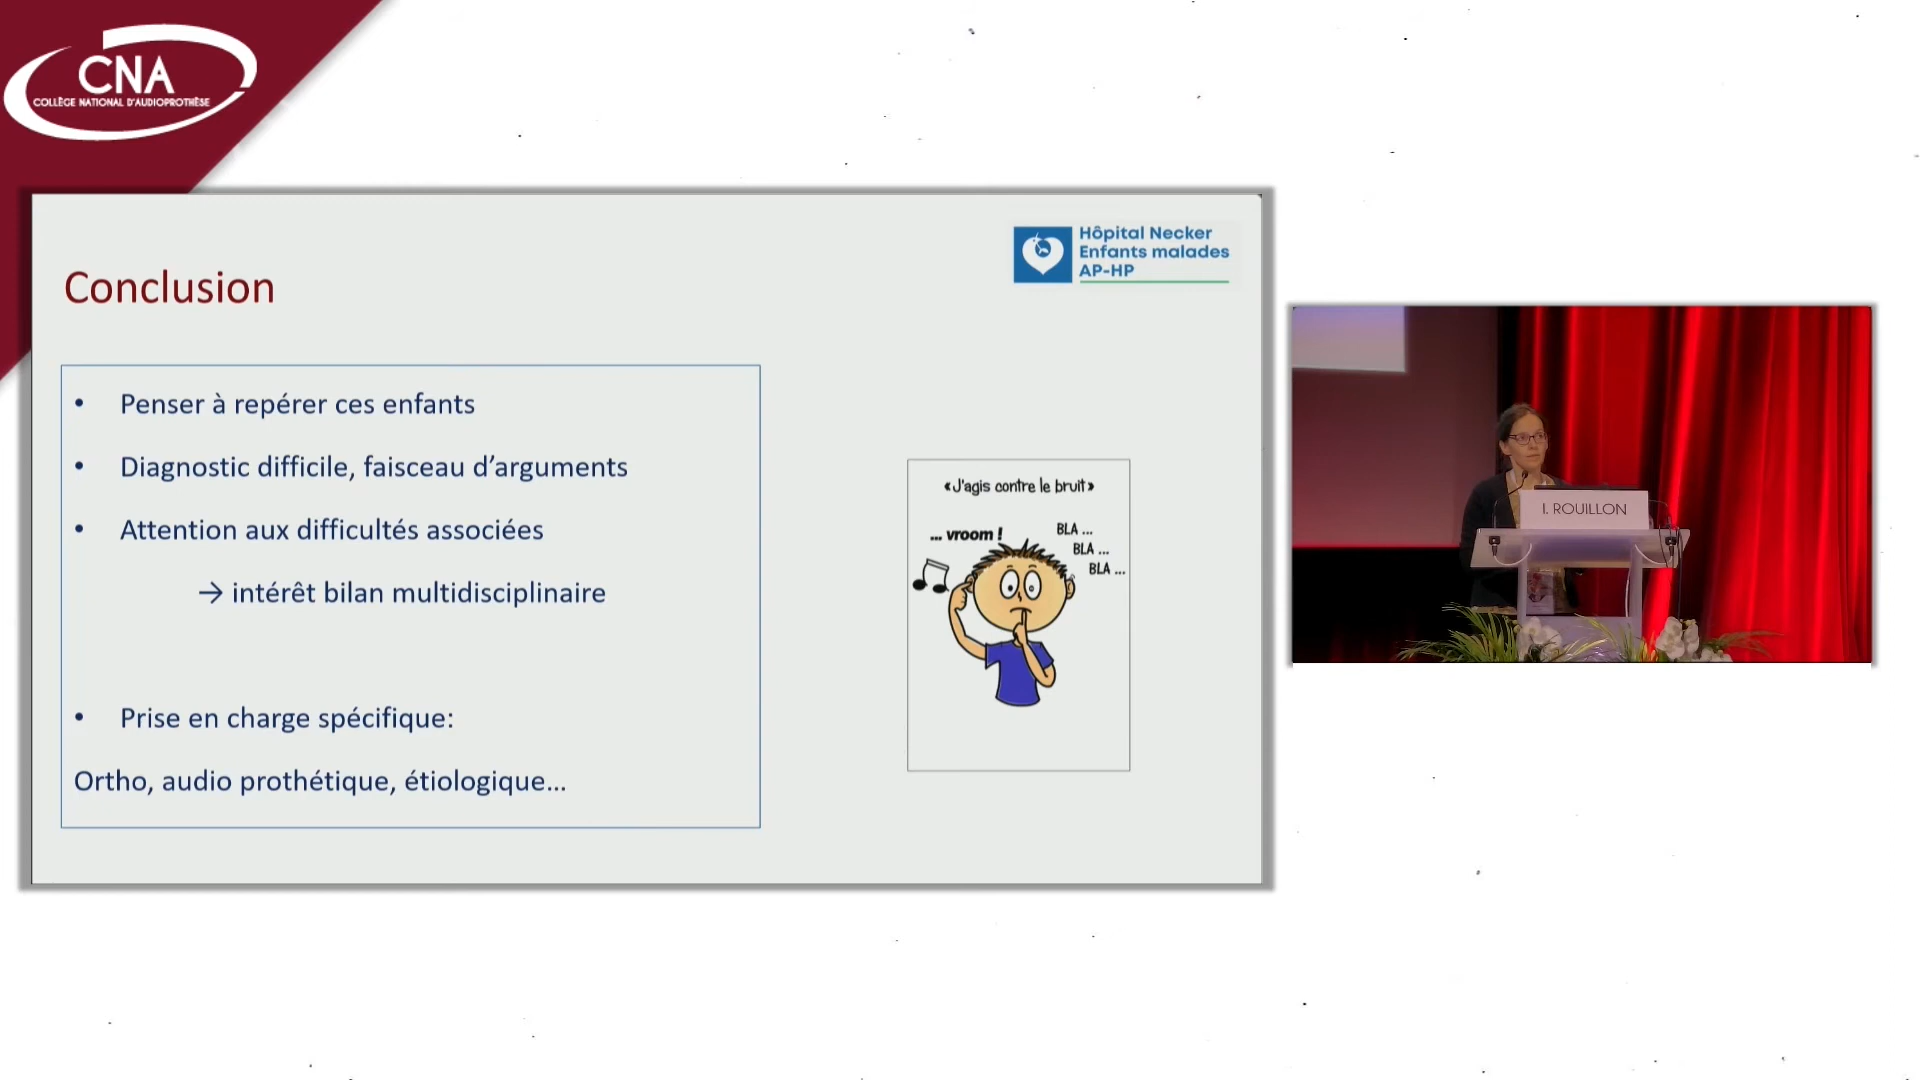 CNA
COLLÈGE NATIONAL D'AUDIOPROTHÈSE
Hôpital Necker
Enfants malades
AP-HP
Conclusion
• Penser à repérer ces enfants
• Diagnostic difficile, faisceau d'arguments
• Attention aux difficultés associées
→ intérêt bilan multidisciplinaire
• Prise en charge spécifique:
Ortho, audio prothétique, étiologique...
«J'agis contre le bruit»
... vroom !
BLA ...
BLA ...
BLA ...
I. ROUILLON